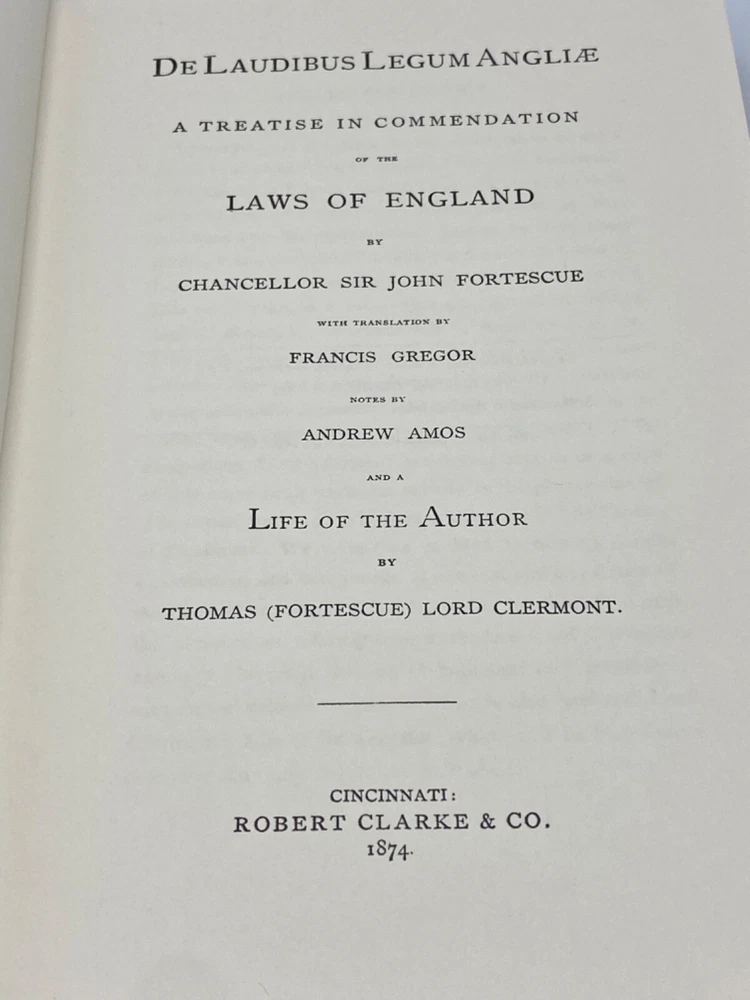 DE LAUDIBUS LEGUM ANGLIÆ
A TREATISE IN COMMENDATION
OF THE
LAWS OF ENGLAND
BY
CHANCELLOR SIR JOHN FORTESCUE
WITH TRANSLATION BY
FRANCIS GREGOR
NOTES BY
ANDREW AMOS
AND A
LIFE OF THE AUTHOR
BY
THOMAS (FORTESCUE) LORD CLERMONT.
CINCINNATI:
ROBERT CLARKE & CO.
1874.